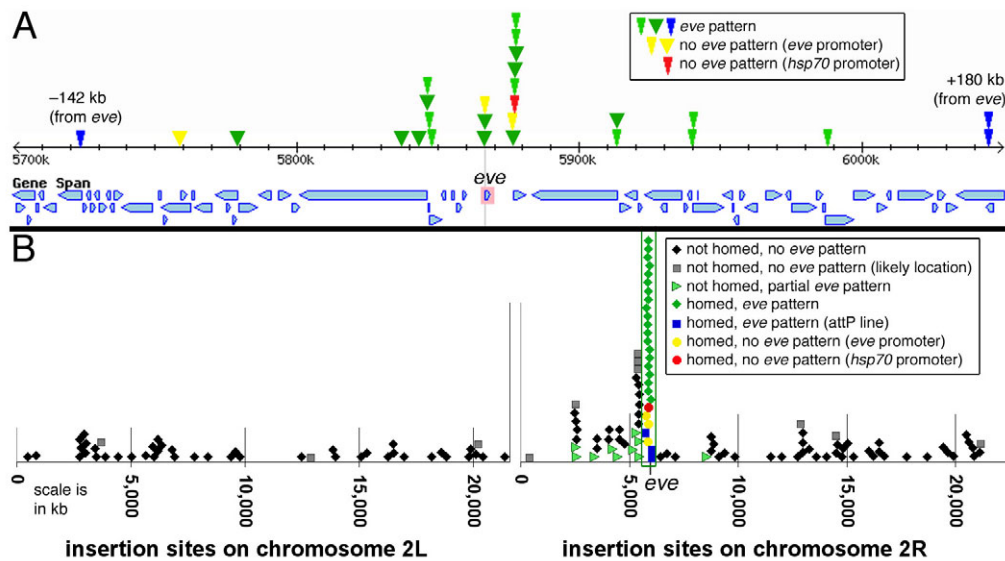 A
eve pattern
no eve pattern (eve promoter)
no eve pattern (hsp70 promoter)
−142 kb
(from eve)
+180 kb
(from eve)
5700k 5800k 5900k 6000k
eve
Gene Span
B
not homed, no eve pattern
not homed, no eve pattern (likely location)
not homed, partial eve pattern
homed, eve pattern
homed, eve pattern (attP line)
homed, no eve pattern (eve promoter)
homed, no eve pattern (hsp70 promoter)
scale is
in kb
0 5,000 10,000 15,000 20,000 0 5,000 10,000 15,000 20,000
eve
insertion sites on chromosome 2L insertion sites on chromosome 2R